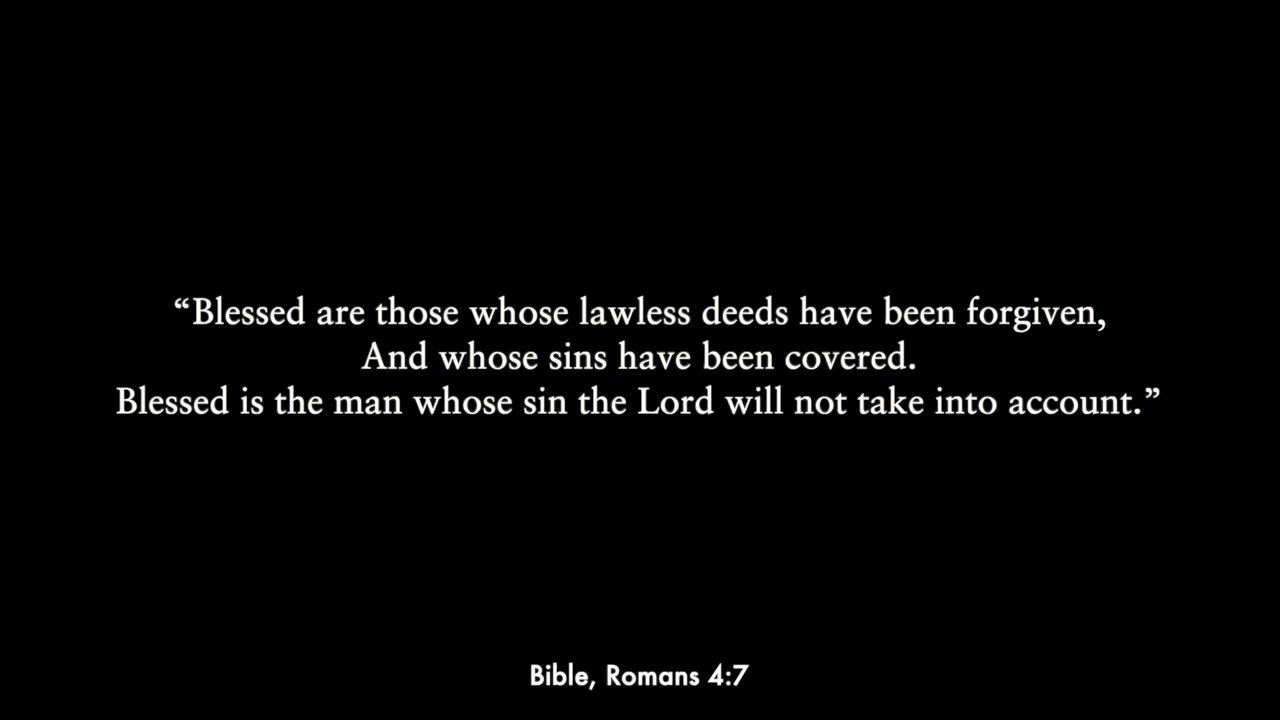 “Blessed are those whose lawless deeds have been forgiven,
And whose sins have been covered.
Blessed is the man whose sin the Lord will not take into account.”
Bible, Romans 4:7